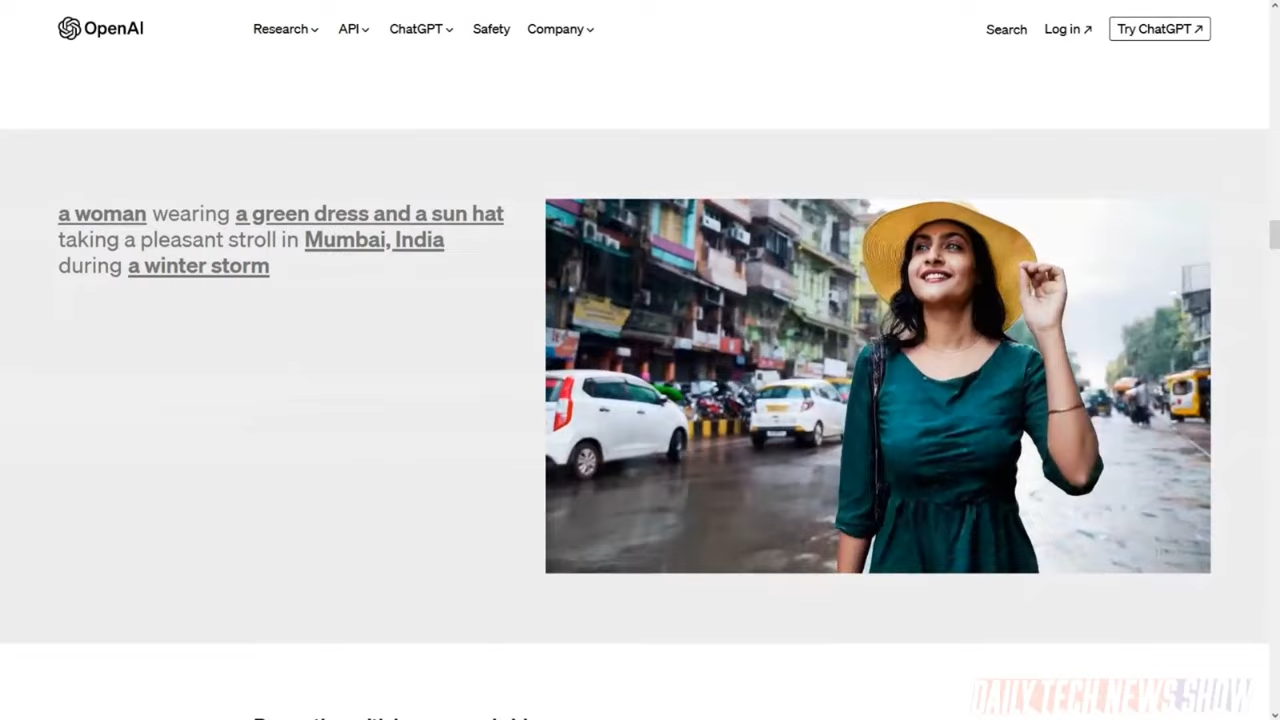 OpenAI
Research API ChatGPT Safety Company
Search Log in Try ChatGPT
a woman wearing a green dress and a sun hat
taking a pleasant stroll in Mumbai, India
during a winter storm
DAILY TECH NEWS SHOW